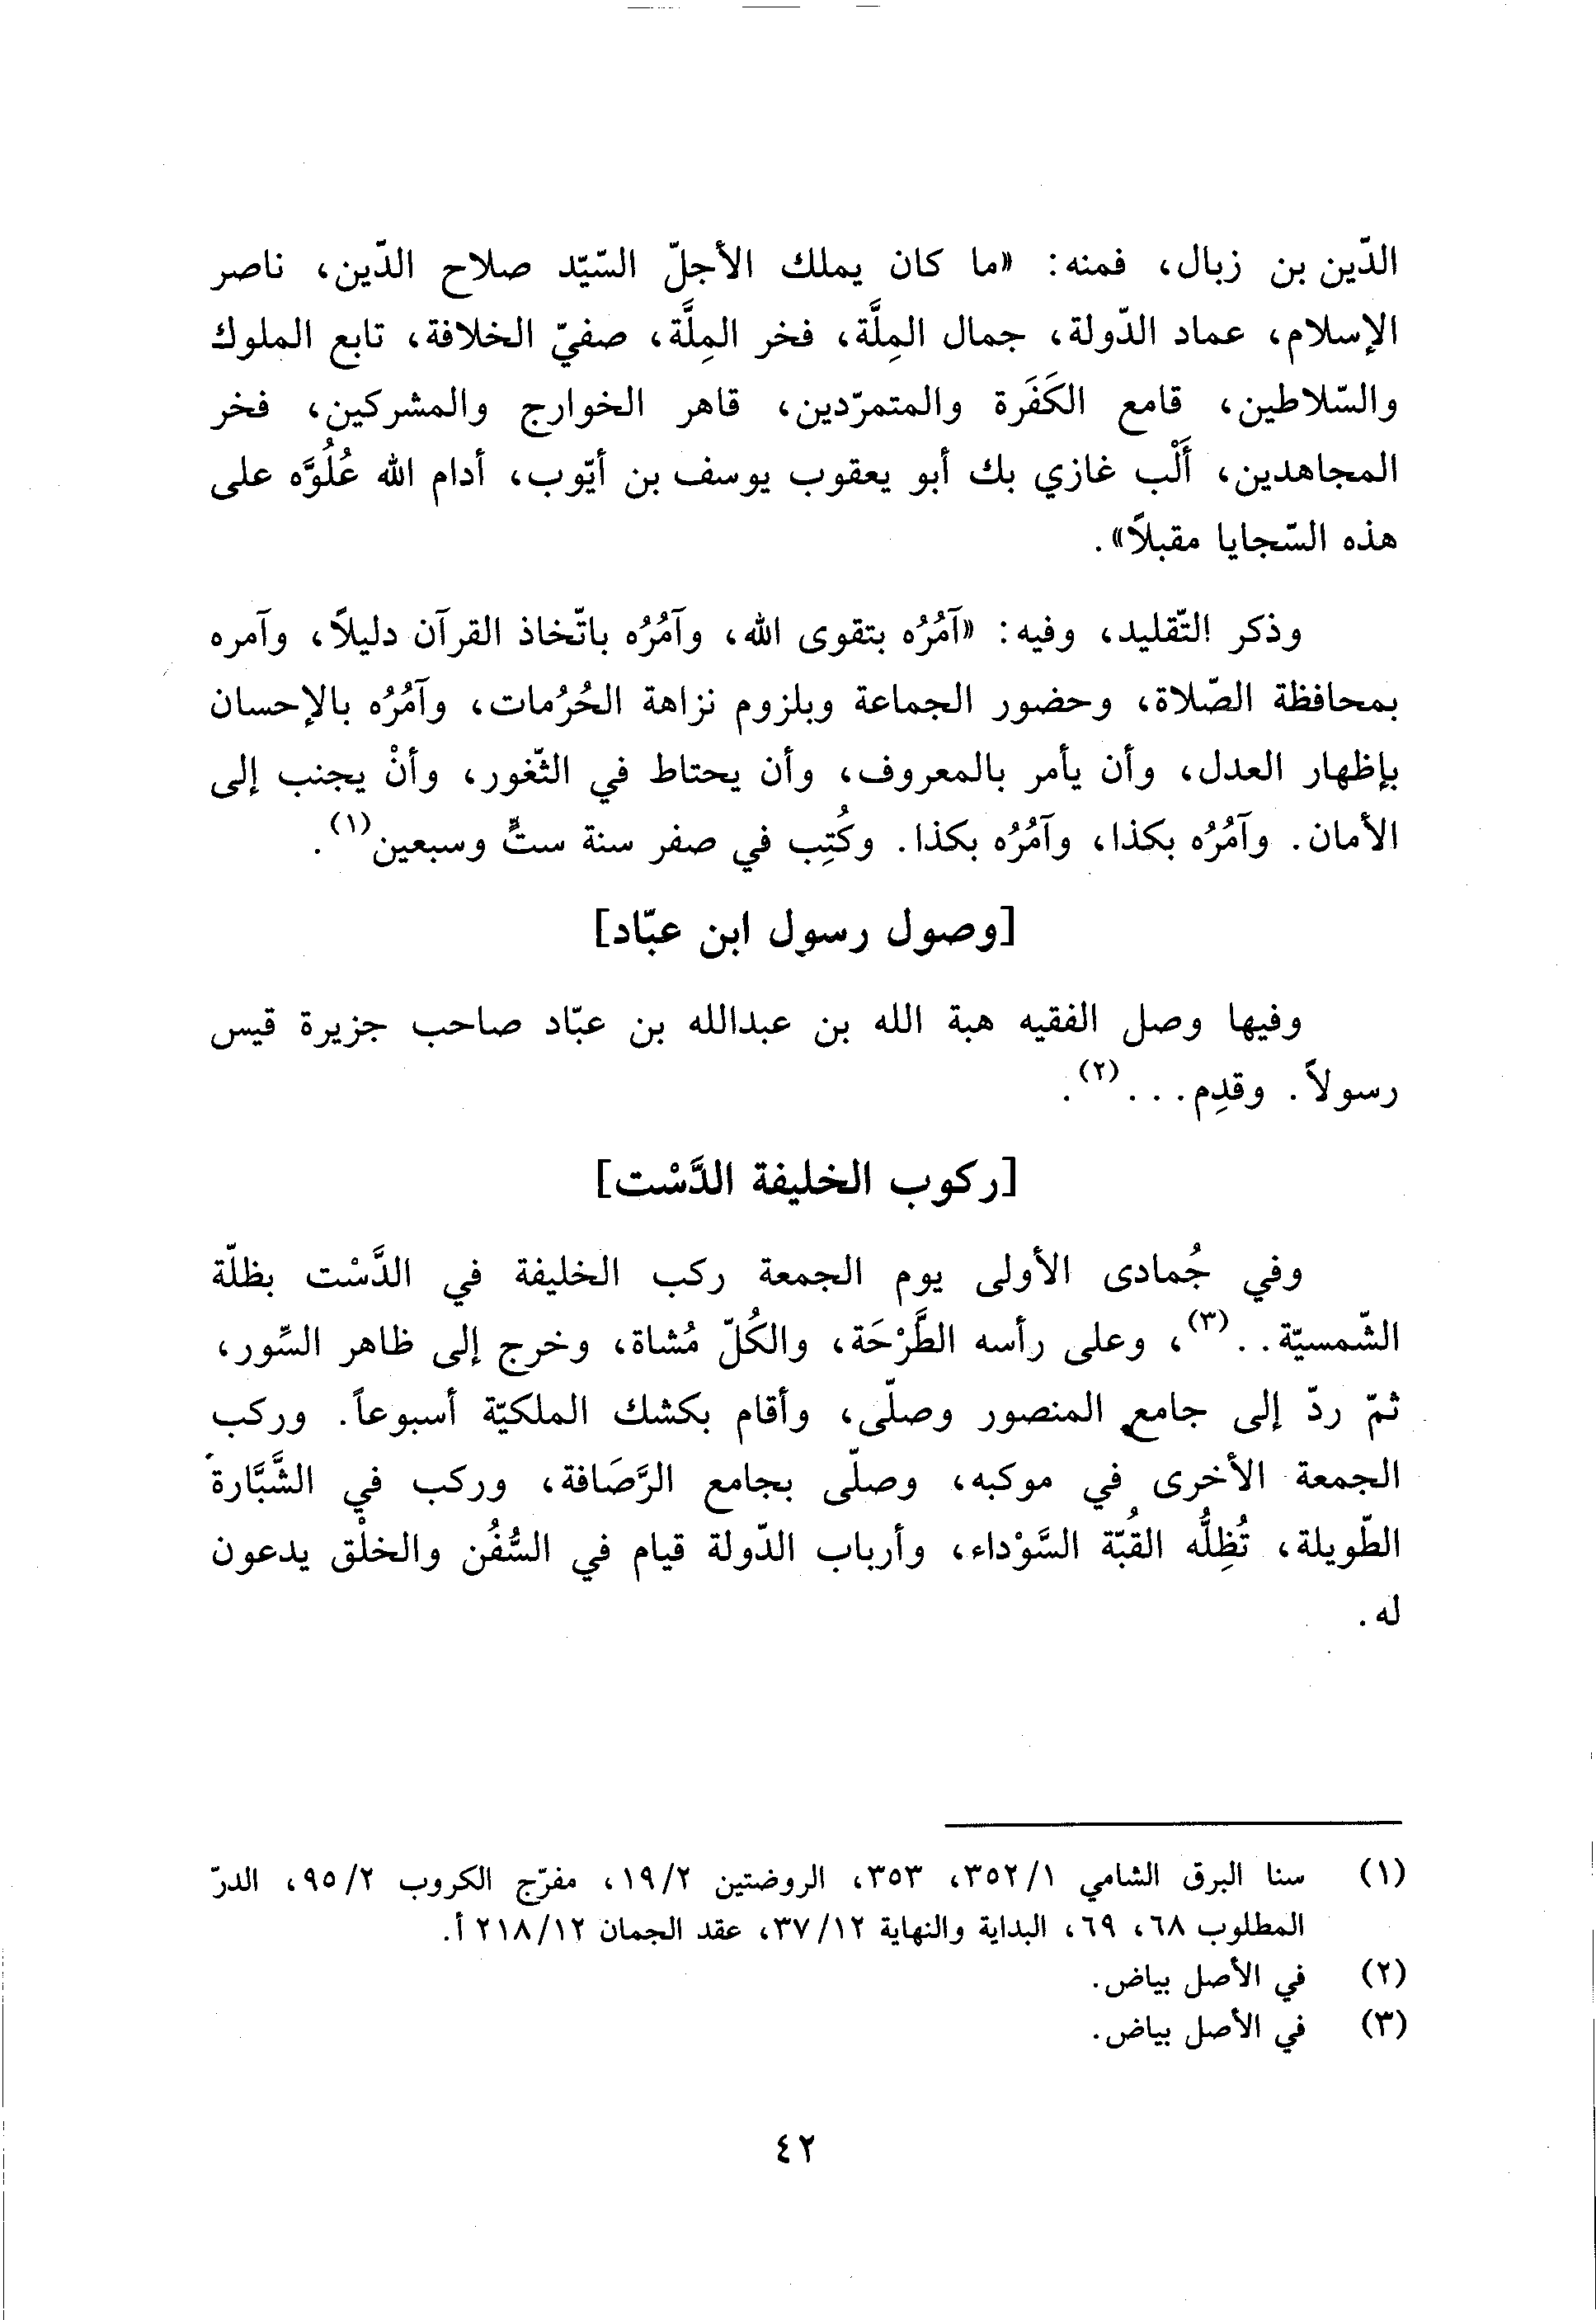 الدّين بن زبال، فمنه: «ما كان يملك الأجلّ السّيّد صلاح الدّين، ناصر
الإسلام، عماد الدّولة، جمال المِلَّة، فخر المِلَّة، صفيّ الخلافة، تابع الملوك
والسّلاطين، قامع الكَفَرة والمتمرّدين، قاهر الخوارج والمشركين، فخر
المجاهدين، أَلْب غازي بك أبو يعقوب يوسف بن أيّوب، أدام الله عُلُوَّه على
هذه السّجايا مقبلاً».
وذكر التّقليد، وفيه: «آمُرُه بتقوى الله، وآمُرُه باتّخاذ القرآن دليلاً، وآمره
بمحافظة الصّلاة، وحضور الجماعة وبلزوم نزاهة الحُرُمات، وآمُرُه بالإحسان
بإظهار العدل، وأن يأمر بالمعروف، وأن يحتاط في الثّغور، وأنْ يجنب إلى
الأمان. وآمُرُه بكذا، وآمُرُه بكذا. وكُتِب في صفر سنة ستٍّ وسبعين(١).
[وصول رسول ابن عبّاد]
وفيها وصل الفقيه هبة الله بن عبدالله بن عبّاد صاحب جزيرة قيس
رسولاً. وقدِم...(٢).
[ركوب الخليفة الدَّسْت]
وفي جُمادى الأولى يوم الجمعة ركب الخليفة في الدَّسْت بظلّة
الشّمسيّة..(٣)، وعلى رأسه الطَّرْحَة، والكُلّ مُشاة، وخرج إلى ظاهر السُّور،
ثمّ ردّ إلى جامع المنصور وصلّى، وأقام بكشك الملكيّة أسبوعاً. وركب
الجمعة الأخرى في موكبه، وصلّى بجامع الرَّصَافة، وركب في الشَّبَّارة
الطّويلة، تُظِلُّه القُبّة السَّوْداء، وأرباب الدّولة قيام في السُّفُن والخلْق يدعون
له.
(١) سنا البرق الشامي ٣٥٢/١، ٣٥٣، الروضتين ١٩/٢، مفرّج الكروب ٩٥/٢، الدرّ
المطلوب ٦٨، ٦٩، البداية والنهاية ٣٧/١٢، عقد الجمان ٢١٨/١٢ أ.
(٢) في الأصل بياض.
(٣) في الأصل بياض.
٤٢